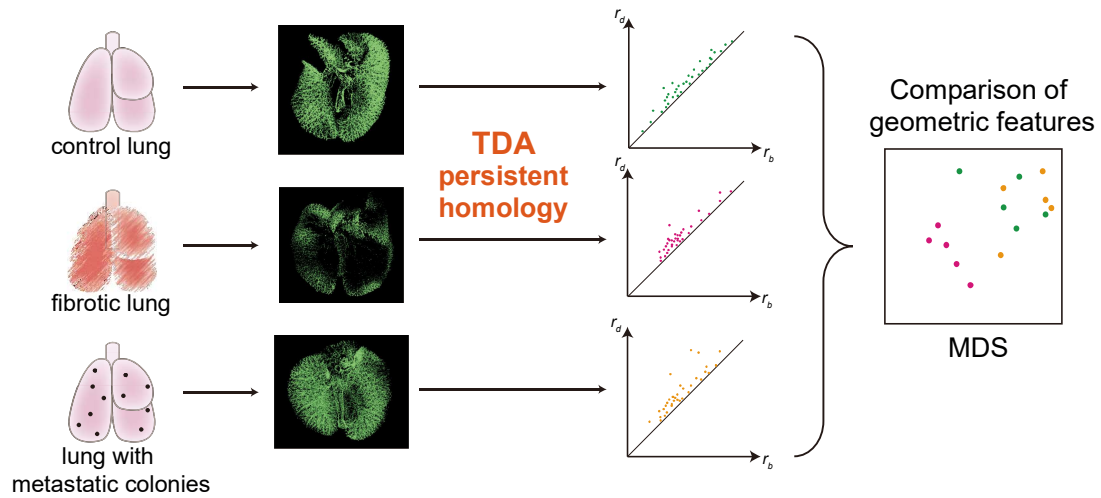 control lung
fibrotic lung
lung with
metastatic colonies
TDA
persistent
homology
r_d
r_b
r_d
r_b
r_d
r_b
Comparison of
geometric features
MDS